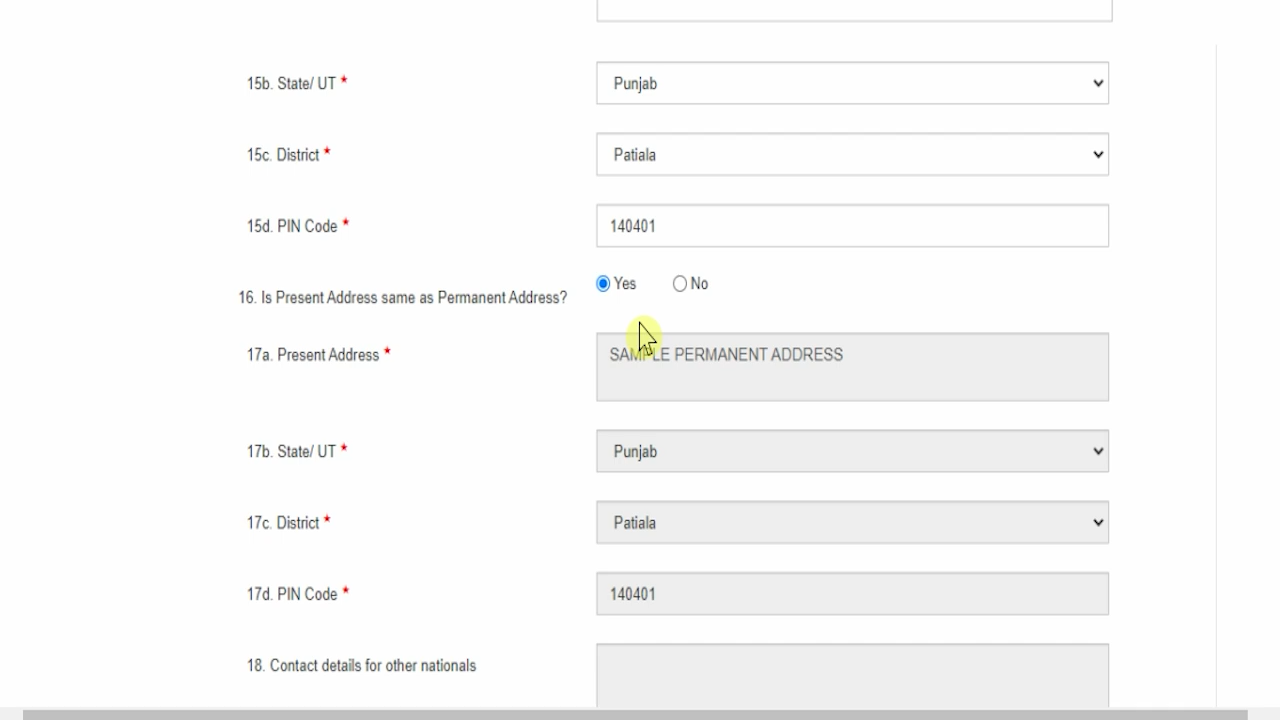 15b. State/ UT *
Punjab
15c. District *
Patiala
15d. PIN Code *
140401
Yes No
16. Is Present Address same as Permanent Address?
17a. Present Address *
SAMPLE PERMANENT ADDRESS
17b. State/ UT *
Punjab
17c. District *
Patiala
17d. PIN Code *
140401
18. Contact details for other nationals